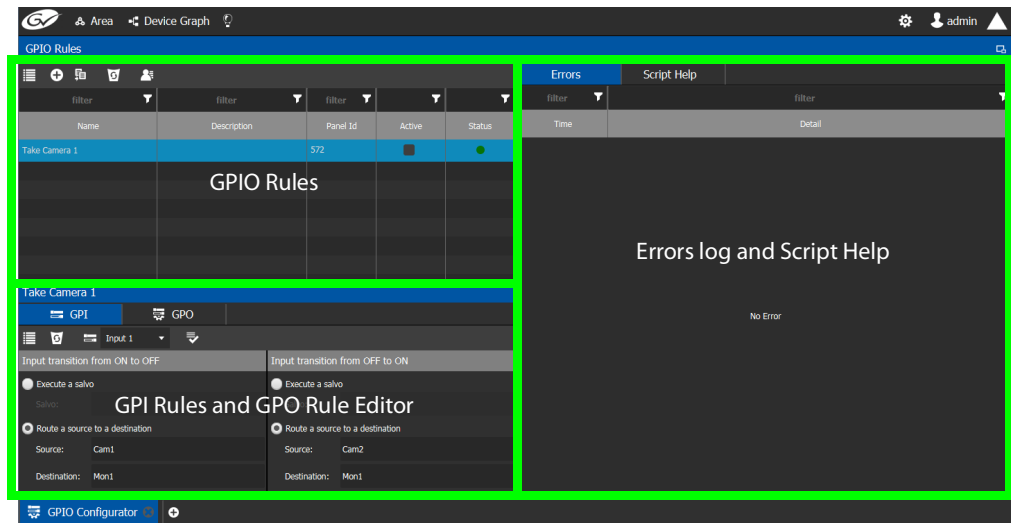 GV Area Device Graph admin
GPIO Rules
filter filter filter
Name Description Panel Id Active Status
Take Camera 1 572
GPIO Rules
Errors Script Help
filter filter
Time Detail
Errors log and Script Help
No Error
Take Camera 1
GPI GPO
Input 1
Input transition from ON to OFF Input transition from OFF to ON
Execute a salvo Execute a salvo
Salvo:
GPI Rules and GPO Rule Editor
Route a source to a destination Route a source to a destination
Source: Cam1 Source: Cam2
Destination: Mon1 Destination: Mon1
GPIO Configurator